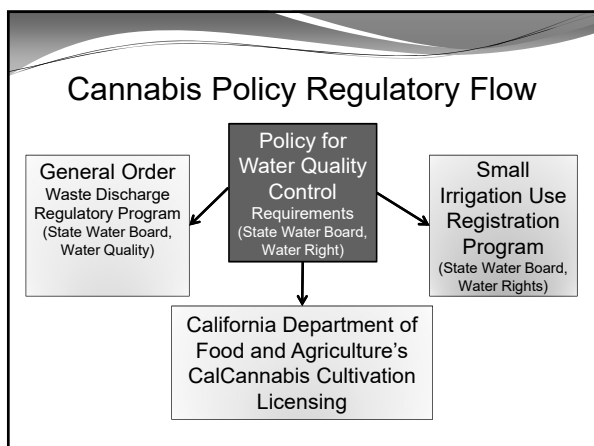 Cannabis Policy Regulatory Flow
General Order
Waste Discharge
Regulatory Program
(State Water Board,
Water Quality)
Policy for
Water Quality
Control
Requirements
(State Water Board,
Water Right)
Small
Irrigation Use
Registration
Program
(State Water Board,
Water Rights)
California Department of
Food and Agriculture’s
CalCannabis Cultivation
Licensing